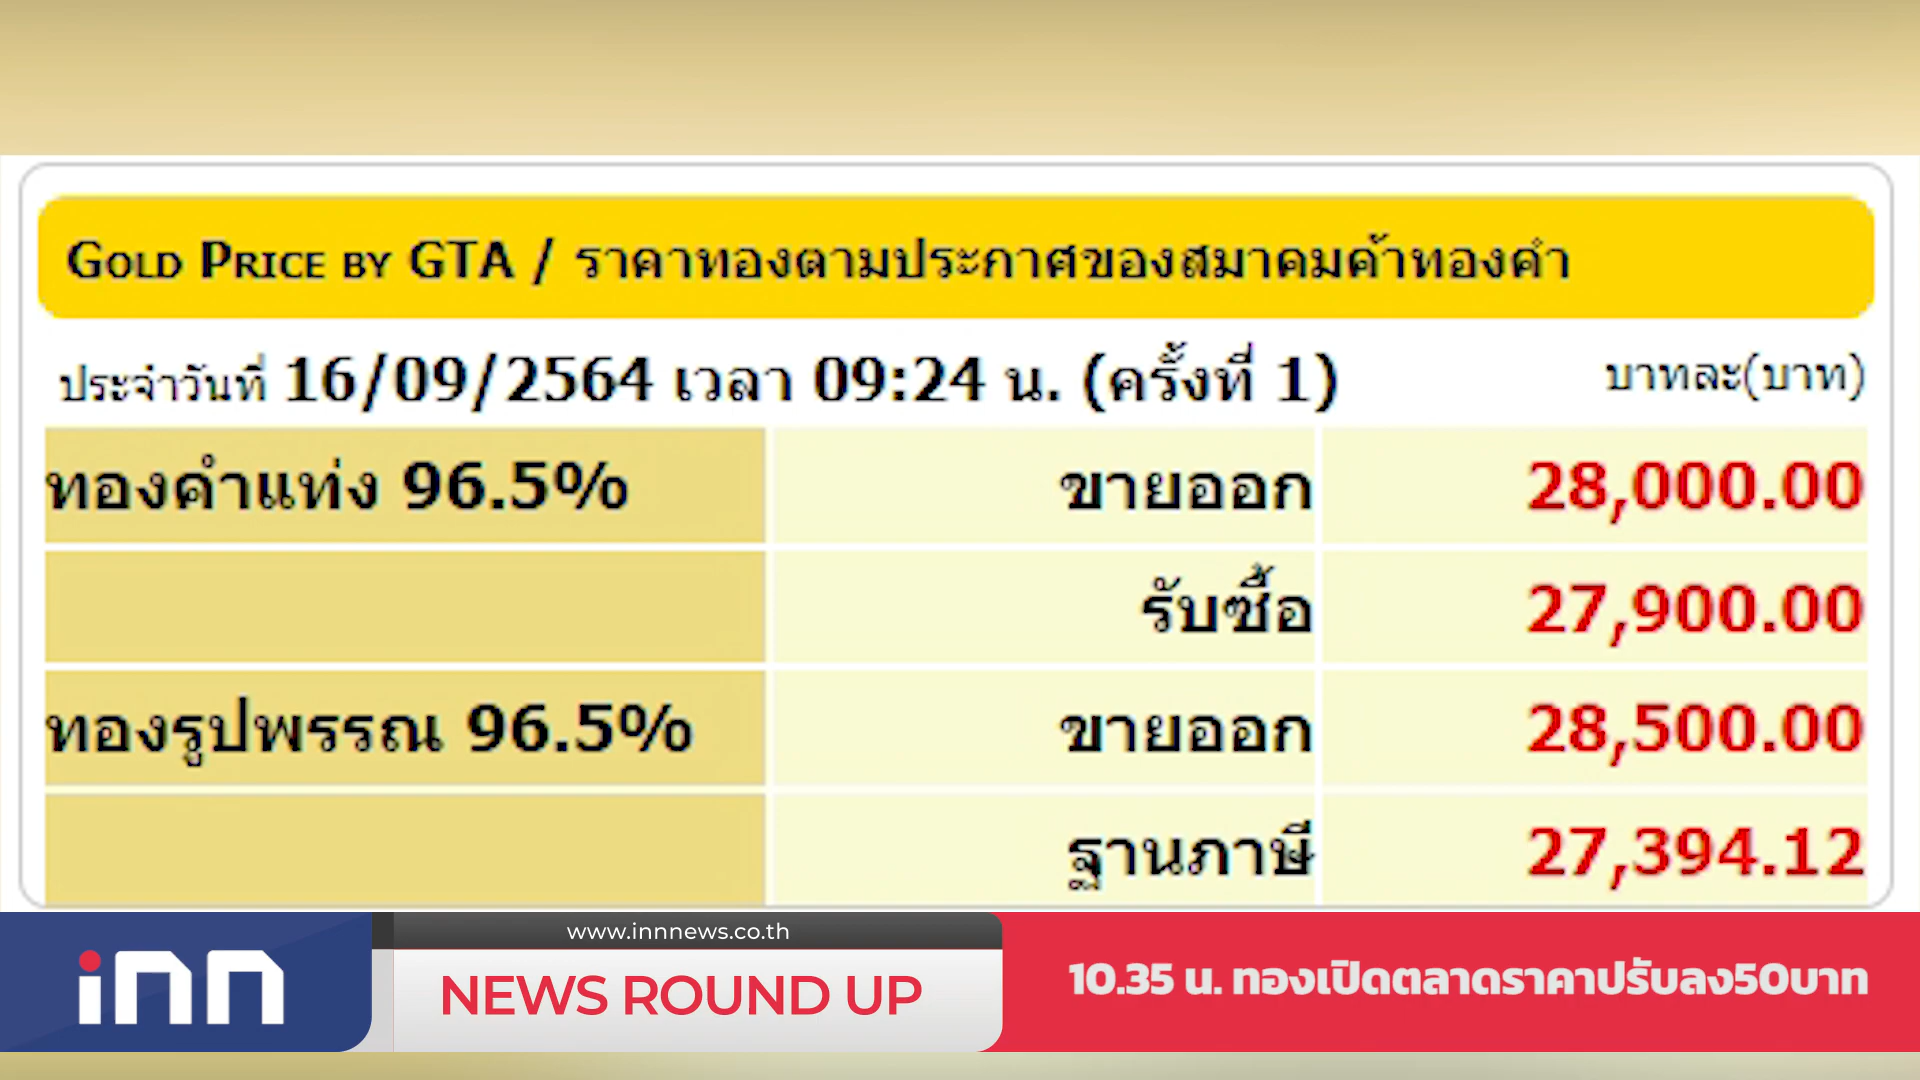 GOLD PRICE BY GTA / ราคาทองตามประกาศของสมาคมค้าทองคำ
ประจำวันที่ 16/09/2564 เวลา 09:24 น. (ครั้งที่ 1) บาทละ(บาท)
ทองคำแท่ง 96.5% ขายออก 28,000.00
รับซื้อ 27,900.00
ทองรูปพรรณ 96.5% ขายออก 28,500.00
ฐานภาษี 27,394.12
inn
www.innnews.co.th
NEWS ROUND UP
10.35 น. ทองเปิดตลาดราคาปรับลง50บาท